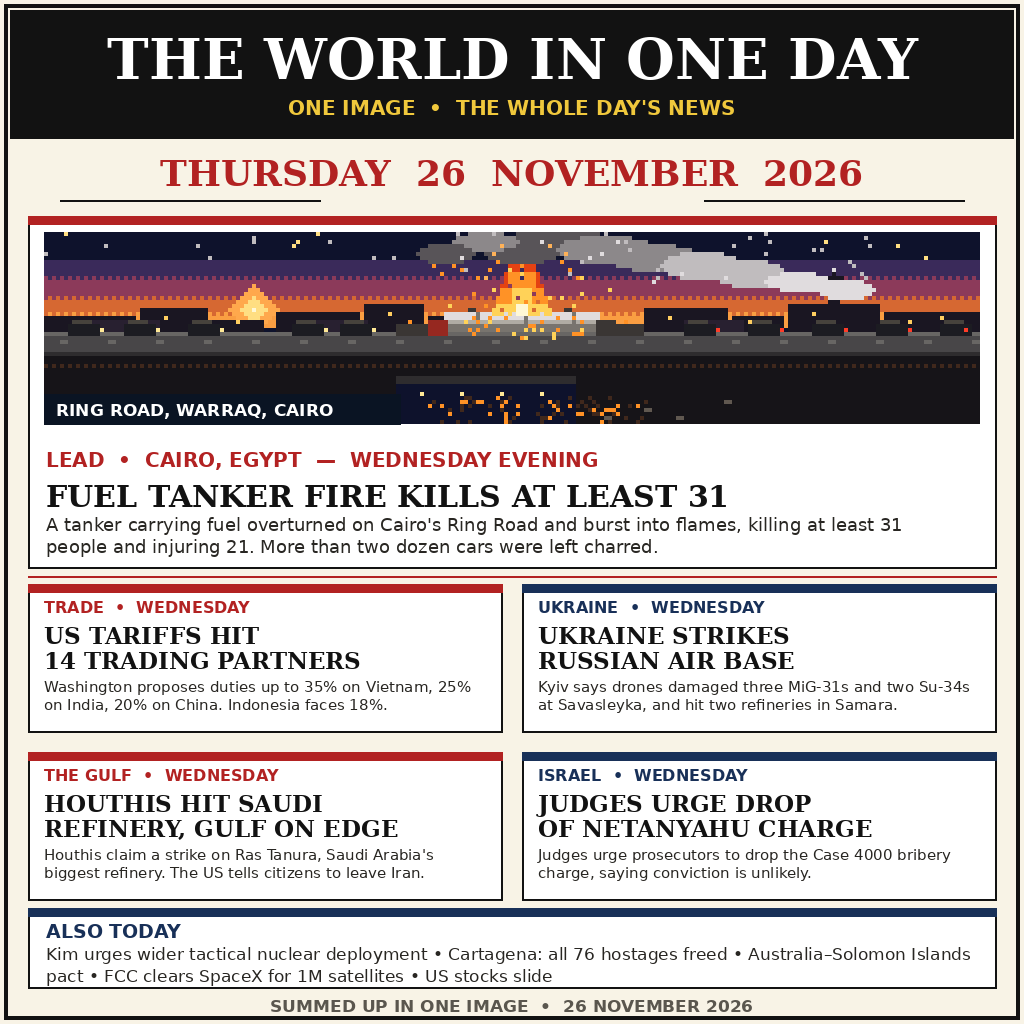 THE WORLD IN ONE DAY
ONE IMAGE • THE WHOLE DAY'S NEWS
THURSDAY 26 NOVEMBER 2026
RING ROAD, WARRAQ, CAIRO
LEAD • CAIRO, EGYPT — WEDNESDAY EVENING
FUEL TANKER FIRE KILLS AT LEAST 31
A tanker carrying fuel overturned on Cairo's Ring Road and burst into flames, killing at least 31
people and injuring 21. More than two dozen cars were left charred.
TRADE • WEDNESDAY
US TARIFFS HIT
14 TRADING PARTNERS
Washington proposes duties up to 35% on Vietnam, 25%
on India, 20% on China. Indonesia faces 18%.
UKRAINE • WEDNESDAY
UKRAINE STRIKES
RUSSIAN AIR BASE
Kyiv says drones damaged three MiG-31s and two Su-34s
at Savasleyka, and hit two refineries in Samara.
THE GULF • WEDNESDAY
HOUTHIS HIT SAUDI
REFINERY, GULF ON EDGE
Houthis claim a strike on Ras Tanura, Saudi Arabia's
biggest refinery. The US tells citizens to leave Iran.
ISRAEL • WEDNESDAY
JUDGES URGE DROP
OF NETANYAHU CHARGE
Judges urge prosecutors to drop the Case 4000 bribery
charge, saying conviction is unlikely.
ALSO TODAY
Kim urges wider tactical nuclear deployment • Cartagena: all 76 hostages freed • Australia–Solomon Islands
pact • FCC clears SpaceX for 1M satellites • US stocks slide
SUMMED UP IN ONE IMAGE • 26 NOVEMBER 2026